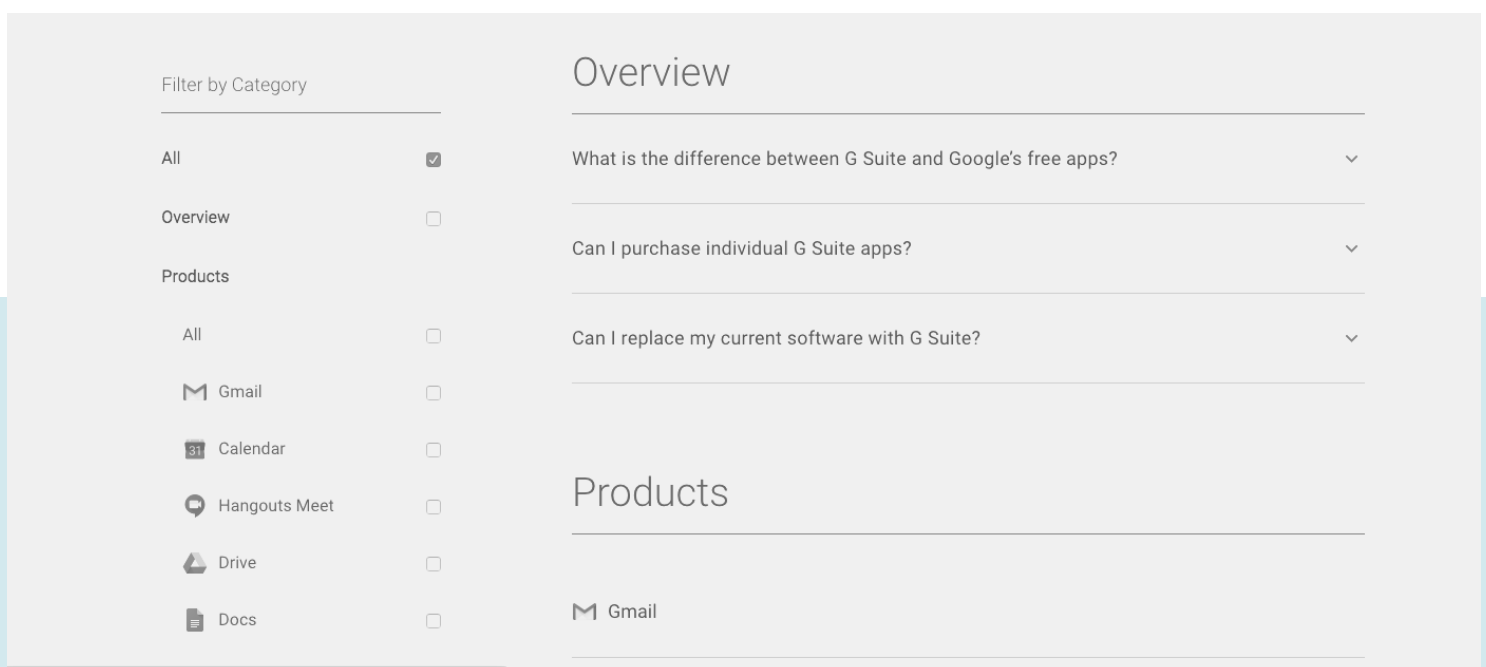 Filter by Category
All
Overview
Products
All
Gmail
31
Calendar
Hangouts Meet
Drive
Docs
Overview
What is the difference between G Suite and Google’s free apps?
Can I purchase individual G Suite apps?
Can I replace my current software with G Suite?
Products
Gmail